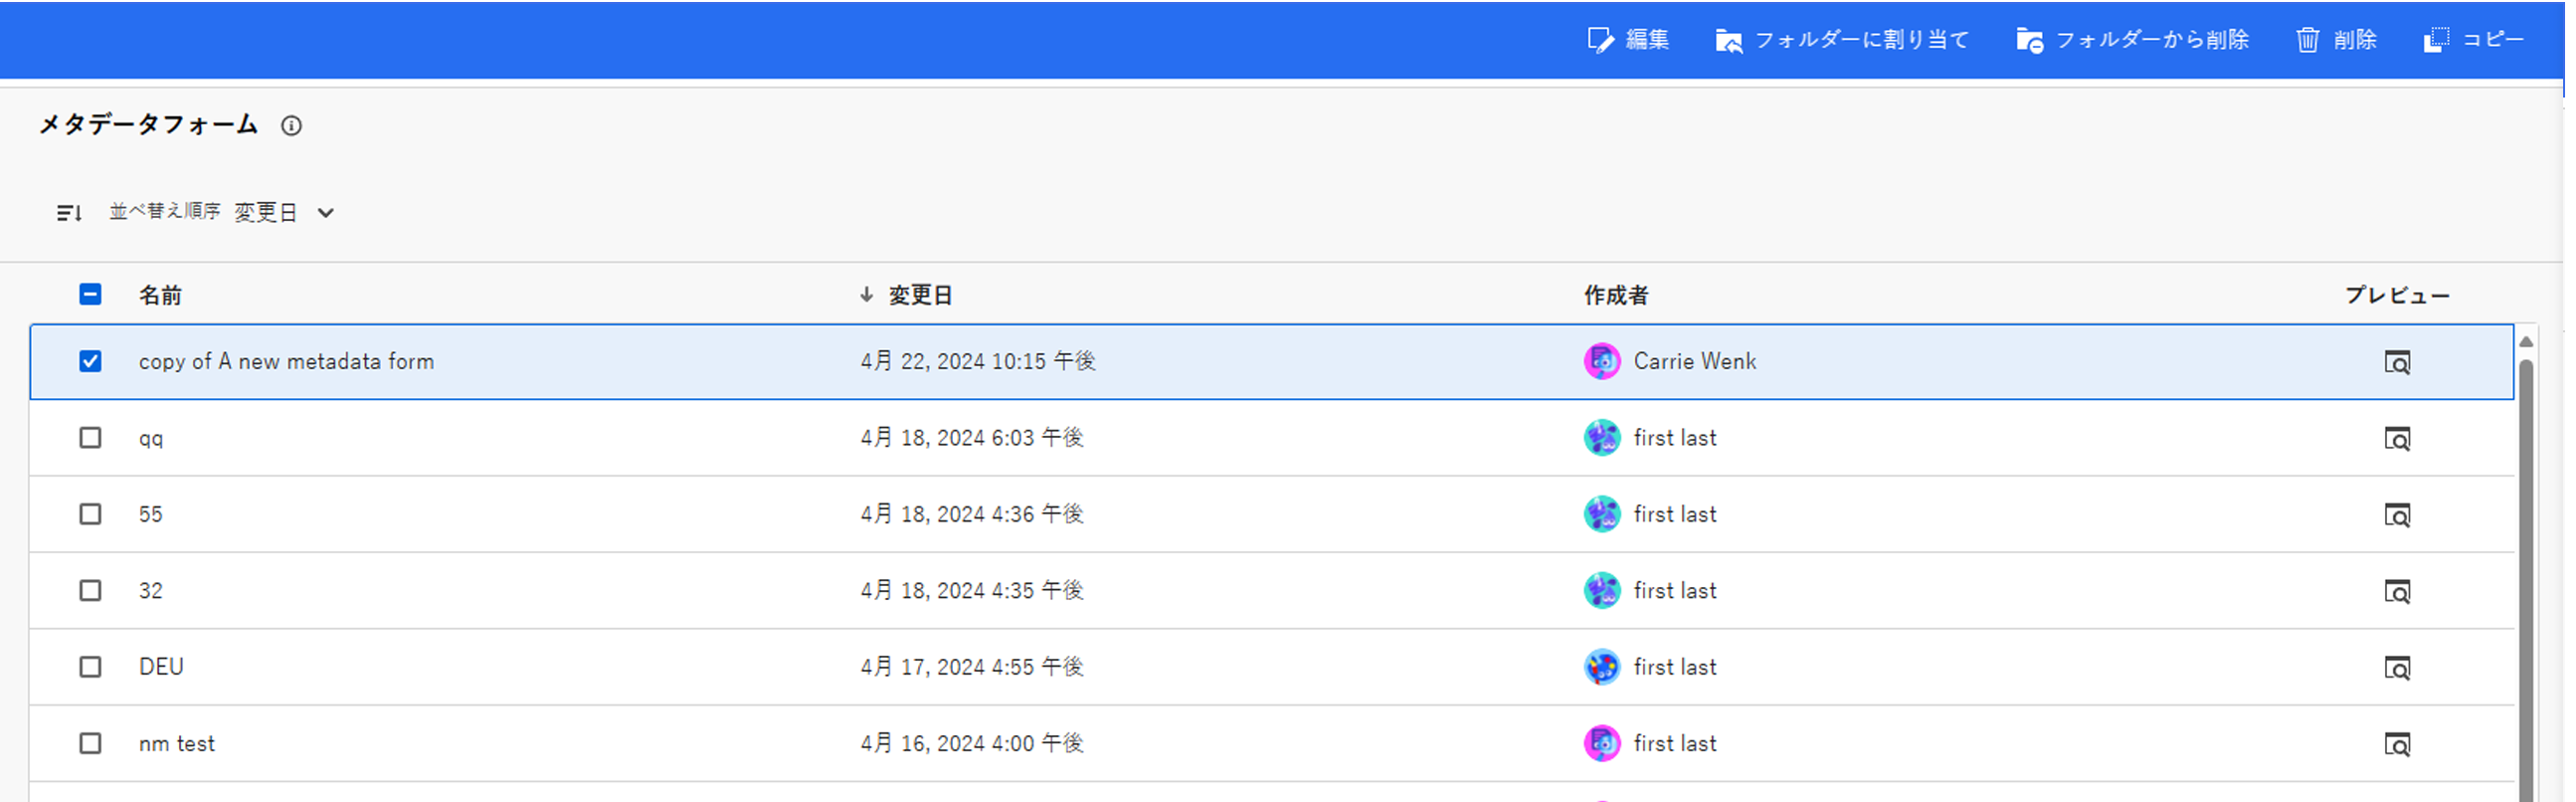 編集 フォルダーに割り当て フォルダーから削除 削除 コピー
メタデータフォーム
並べ替え順序 変更日
名前 変更日 作成者 プレビュー
copy of A new metadata form 4月 22, 2024 10:15 午後 Carrie Wenk
qq 4月 18, 2024 6:03 午後 first last
55 4月 18, 2024 4:36 午後 first last
32 4月 18, 2024 4:35 午後 first last
DEU 4月 17, 2024 4:55 午後 first last
nm test 4月 16, 2024 4:00 午後 first last